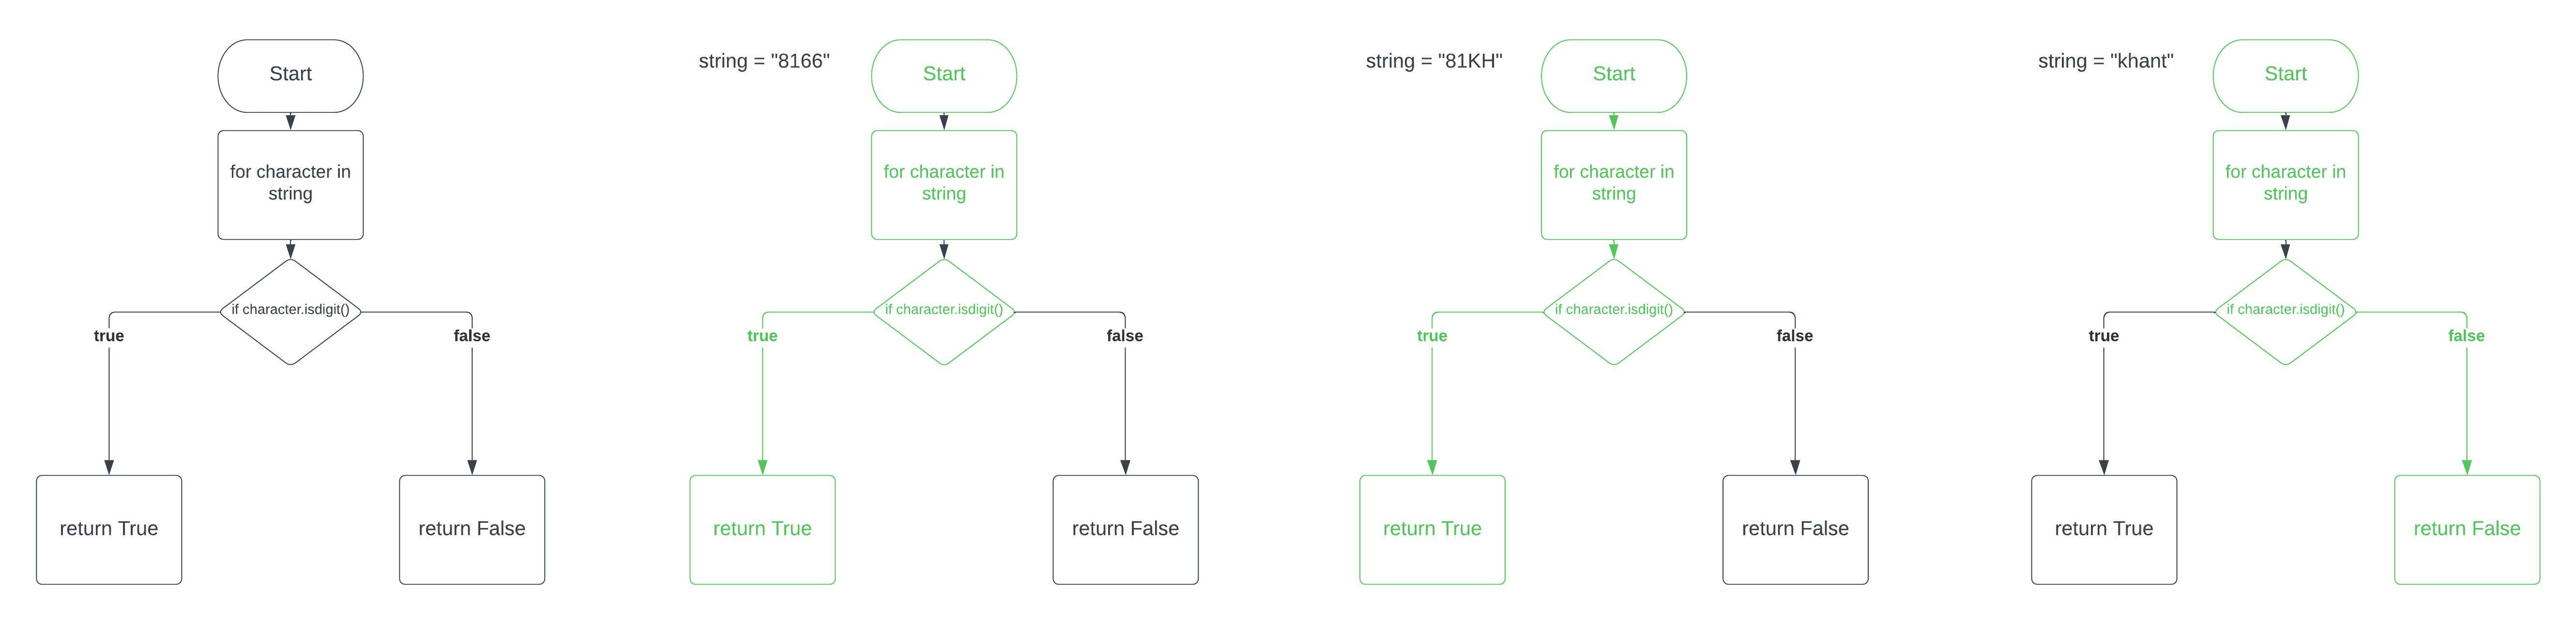 Start
for character in
string
if character.isdigit()
true
false
return True
return False
string = "8166"
Start
for character in
string
if character.isdigit()
true
false
return True
return False
string = "81KH"
Start
for character in
string
if character.isdigit()
true
false
return True
return False
string = "khant"
Start
for character in
string
if character.isdigit()
true
false
return True
return False